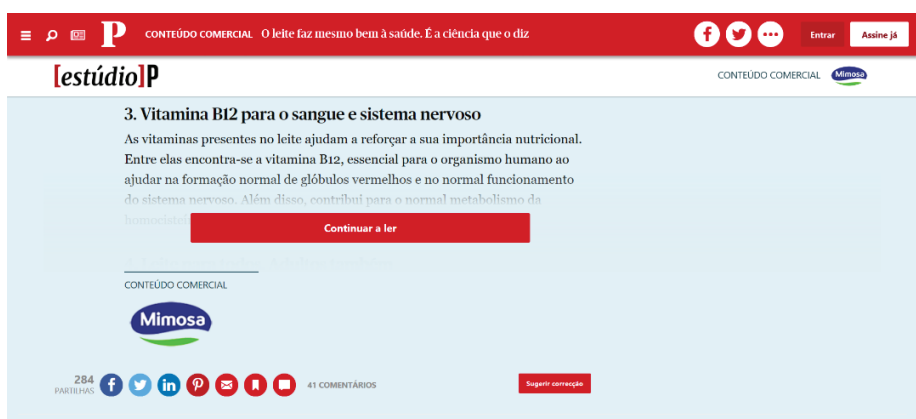 P CONTEÚDO COMERCIAL O leite faz mesmo bem à saúde. É a ciência que o diz Entrar Assine já
[estúdio]P CONTEÚDO COMERCIAL Mimosa
3. Vitamina B12 para o sangue e sistema nervoso
As vitaminas presentes no leite ajudam a reforçar a sua importância nutricional.
Entre elas encontra-se a vitamina B12, essencial para o organismo humano ao
ajudar na formação normal de glóbulos vermelhos e no normal funcionamento
do sistema nervoso. Além disso, contribui para o normal metabolismo da
Continuar a ler
CONTEÚDO COMERCIAL
Mimosa
284
PARTILHAS
41 COMENTÁRIOS
Sugerir correcção